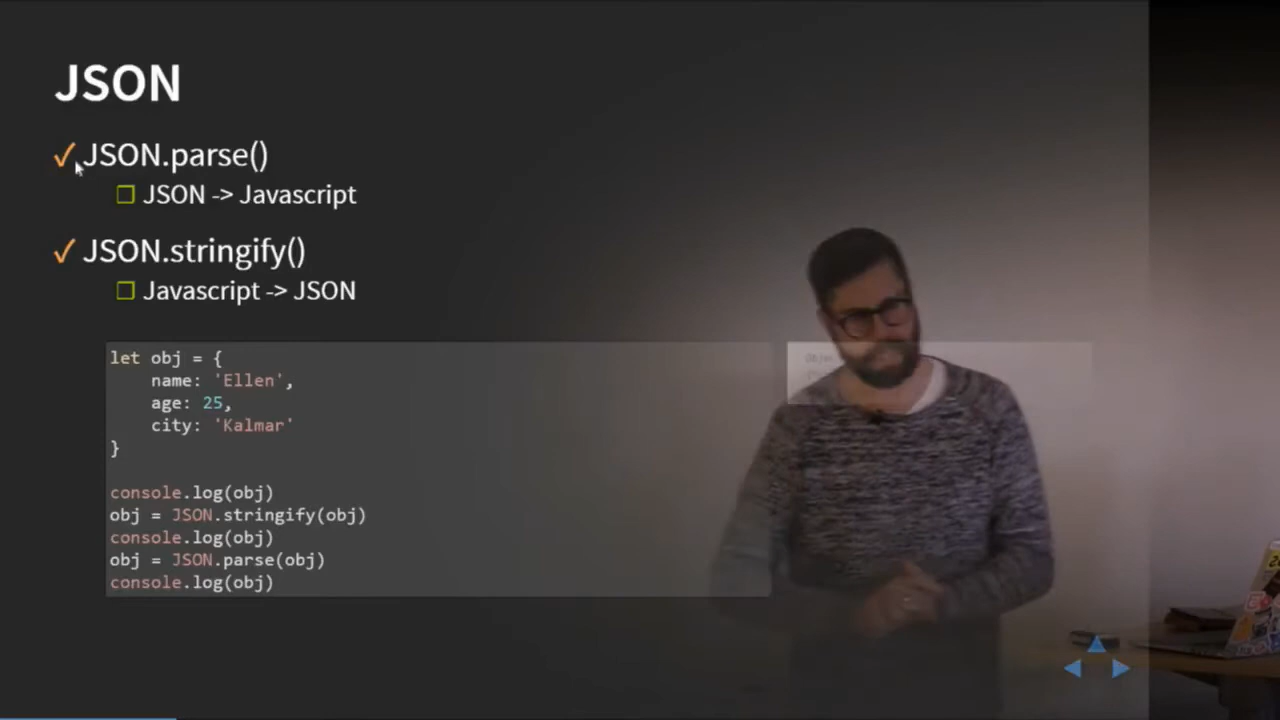 JSON
✓ JSON.parse()
❒ JSON -> Javascript
✓ JSON.stringify()
❒ Javascript -> JSON
let obj = {
    name: 'Ellen',
    age: 25,
    city: 'Kalmar'
}
console.log(obj)
obj = JSON.stringify(obj)
console.log(obj)
obj = JSON.parse(obj)
console.log(obj)